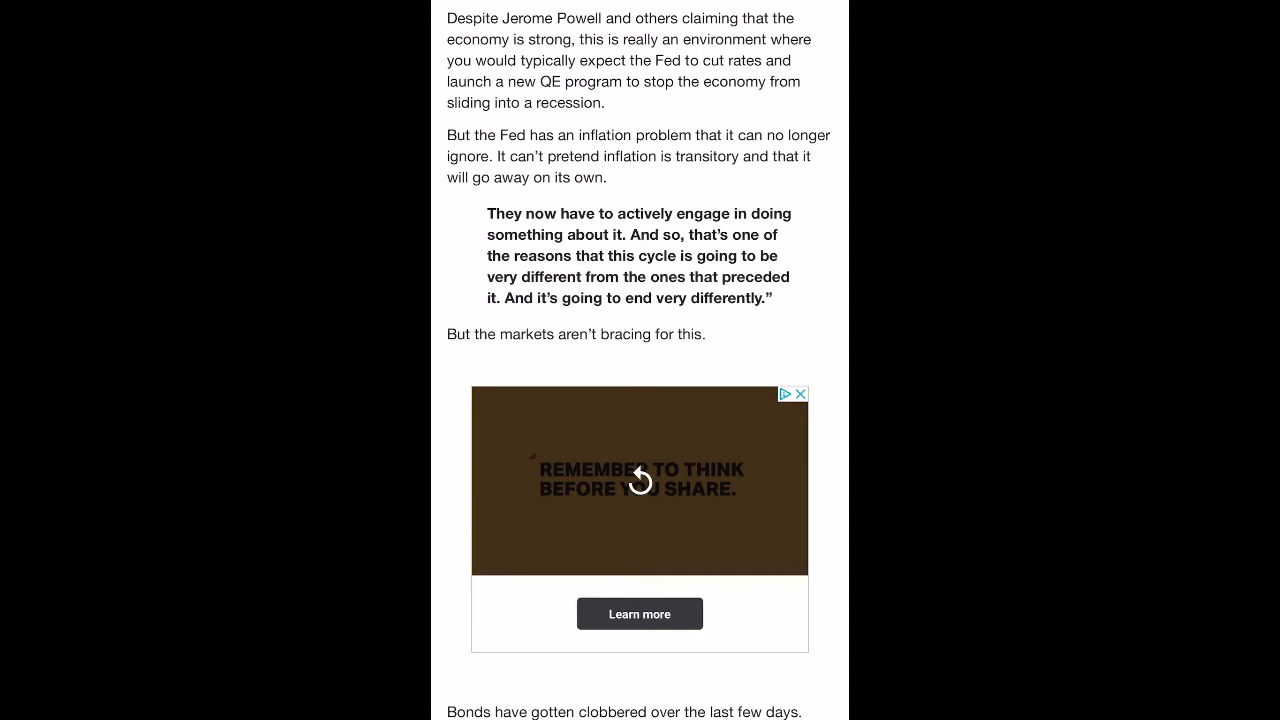 Despite Jerome Powell and others claiming that the
economy is strong, this is really an environment where
you would typically expect the Fed to cut rates and
launch a new QE program to stop the economy from
sliding into a recession.
But the Fed has an inflation problem that it can no longer
ignore. It can’t pretend inflation is transitory and that it
will go away on its own.
They now have to actively engage in doing
something about it. And so, that’s one of
the reasons that this cycle is going to be
very different from the ones that preceded
it. And it’s going to end very differently.”
But the markets aren’t bracing for this.
REMEMBER TO THINK
BEFORE YOU SHARE.
Learn more
Bonds have gotten clobbered over the last few days.